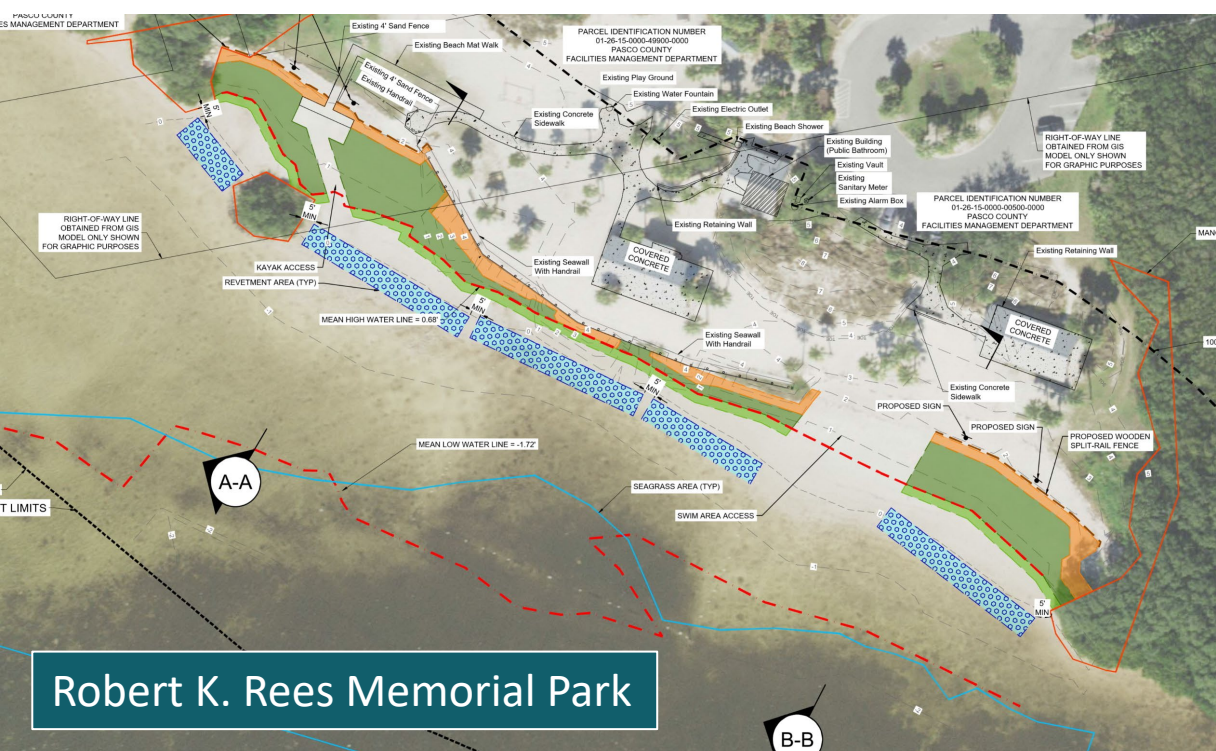 PASCO COUNTY
ES MANAGEMENT DEPARTMENT
Existing 4' Sand Fence
Existing Beach Mat Walk
PARCEL IDENTIFICATION NUMBER
01-26-15-0000-49900-0000
PASCO COUNTY
FACILITIES MANAGEMENT DEPARTMENT
Existing 4' Sand Fence
Existing Handrail
Existing Play Ground
Existing Water Fountain
Existing Concrete
Sidewalk
Existing Electric Outlet
Existing Beach Shower
Existing Building
(Public Bathroom)
Existing Vault
Existing
Sanitary Meter
Existing Alarm Box
RIGHT-OF-WAY LINE
OBTAINED FROM GIS
MODEL ONLY SHOWN
FOR GRAPHIC PURPOSES
5'
MIN
PARCEL IDENTIFICATION NUMBER
01-26-15-0000-00500-0000
PASCO COUNTY
FACILITIES MANAGEMENT DEPARTMENT
RIGHT-OF-WAY LINE
OBTAINED FROM GIS
MODEL ONLY SHOWN
FOR GRAPHIC PURPOSES
5'
MIN
Existing Retaining Wall
MANG
Existing Retaining Wall
COVERED
CONCRETE
KAYAK ACCESS
REVETMENT AREA (TYP)
Existing Seawall
With Handrail
MEAN HIGH WATER LINE = 0.68'
5'
MIN
COVERED
CONCRETE
100
Existing Seawall
With Handrail
Existing Concrete
Sidewalk
5'
MIN
PROPOSED SIGN
PROPOSED SIGN
PROPOSED WOODEN
SPLIT-RAIL FENCE
MEAN LOW WATER LINE = -1.72'
A-A
SEAGRASS AREA (TYP)
T LIMITS
SWIM AREA ACCESS
5'
MIN
Robert K. Rees Memorial Park
B-B